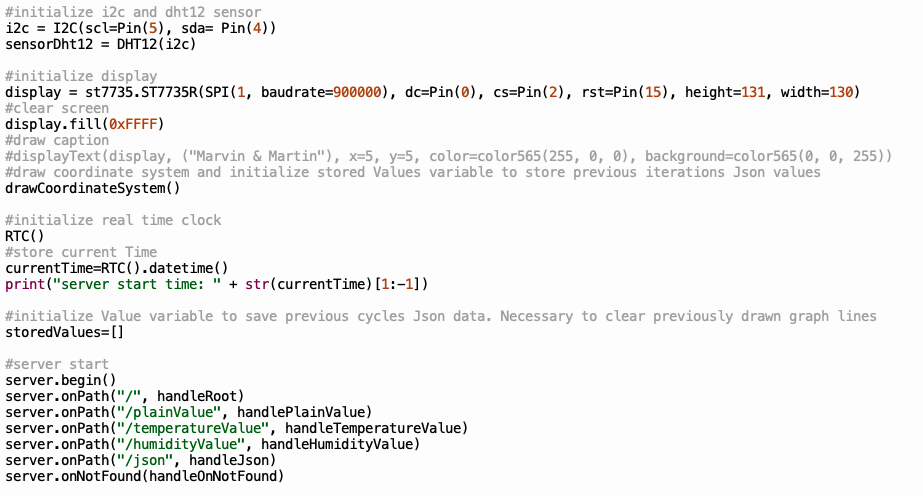 #initialize i2c and dht12 sensor
i2c = I2C(scl=Pin(5), sda= Pin(4))
sensorDht12 = DHT12(i2c)

#initialize display
display = st7735.ST7735R(SPI(1, baudrate=900000), dc=Pin(0), cs=Pin(2), rst=Pin(15), height=131, width=130)
#clear screen
display.fill(0xFFFF)
#draw caption
#displayText(display, ("Marvin & Martin"), x=5, y=5, color=color565(255, 0, 0), background=color565(0, 0, 255))
#draw coordinate system and initialize stored Values variable to store previous iterations Json values
drawCoordinateSystem()

#initialize real time clock
RTC()
#store current Time
currentTime=RTC().datetime()
print("server start time: " + str(currentTime)[1:-1])

#initialize Value variable to save previous cycles Json data. Necessary to clear previously drawn graph lines
storedValues=[]

#server start
server.begin()
server.onPath("/", handleRoot)
server.onPath("/plainValue", handlePlainValue)
server.onPath("/temperatureValue", handleTemperatureValue)
server.onPath("/humidityValue", handleHumidityValue)
server.onPath("/json", handleJson)
server.onNotFound(handleOnNotFound)